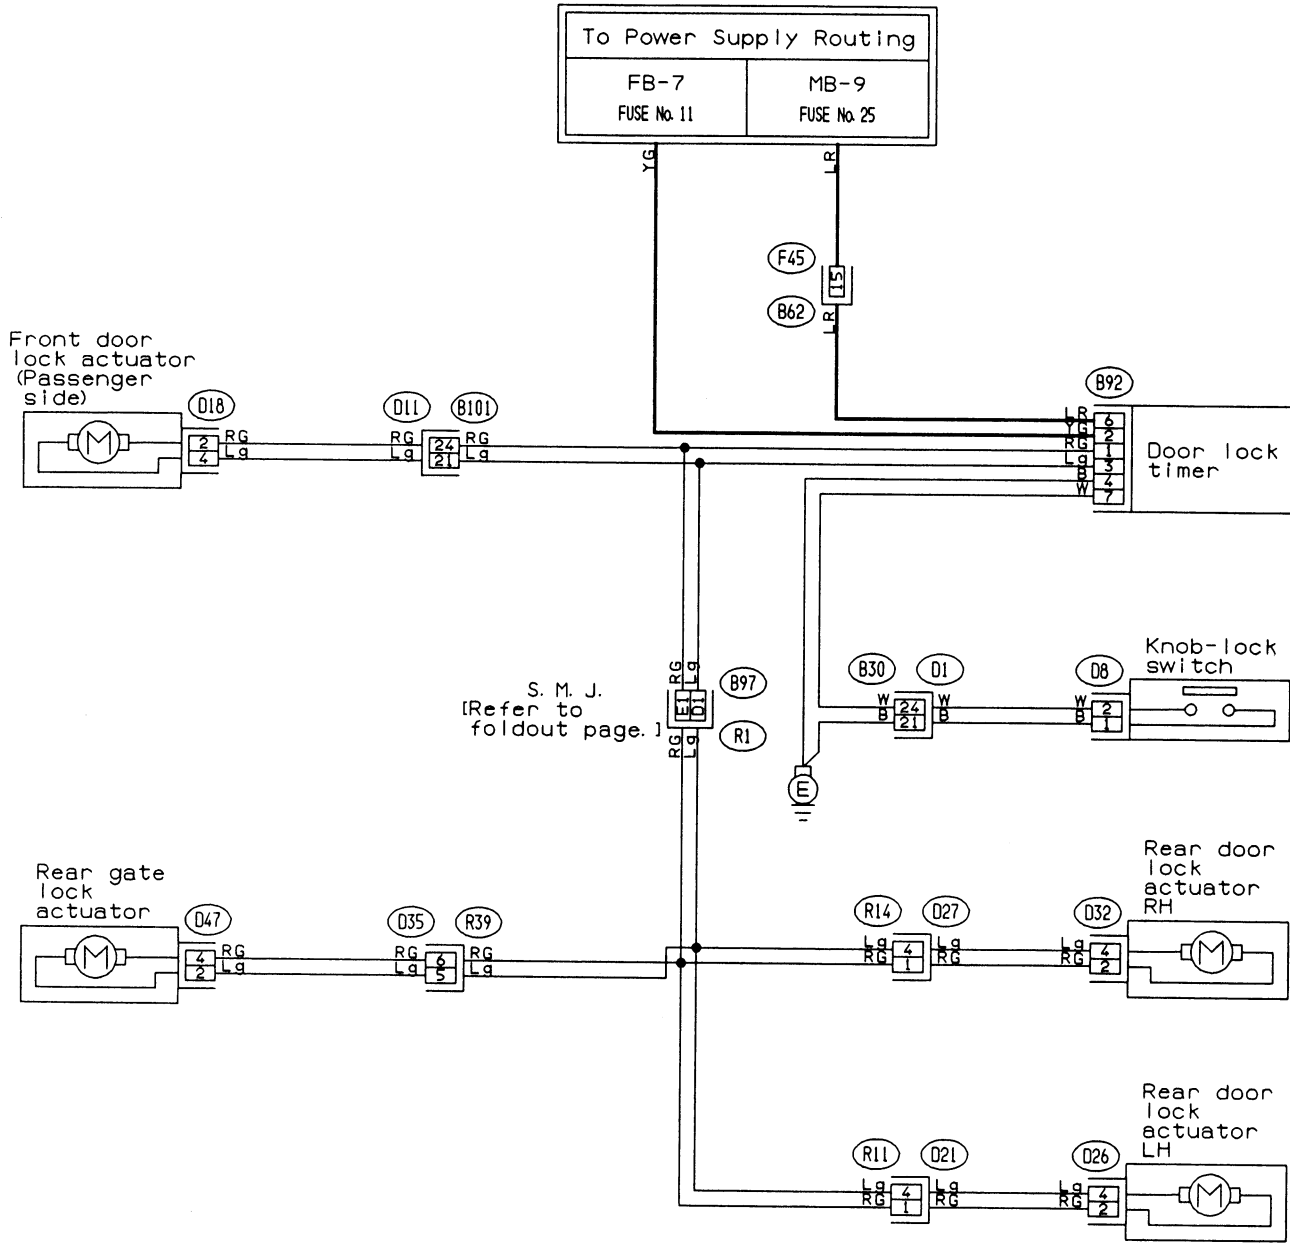 To Power Supply Routing
FB-7
FUSE No. 11
MB-9
FUSE No. 25
YG
LR
F45
15
B62
LR
Front door
lock actuator
(Passenger
side)
M
D18
2
4
RG
Lg
D11
RG
Lg
24
21
B101
RG
Lg
B92
LR
YG
RG
Lg
B
W
6
2
1
3
4
7
Door lock
timer
S. M. J.
[Refer to
foldout page. ]
RG
Lg
E1
D1
B97
R1
RG
Lg
B30
W
B
24
21
D1
W
B
D8
W
B
2
1
Knob-lock
switch
E
Rear gate
lock
actuator
M
D47
4
2
RG
Lg
D35
RG
Lg
6
5
R39
RG
Lg
R14
Lg
RG
4
1
D27
Lg
RG
D32
Lg
RG
4
2
Rear door
lock
actuator
RH
M
R11
Lg
RG
4
1
D21
Lg
RG
D26
Lg
RG
4
2
Rear door
lock
actuator
LH
M